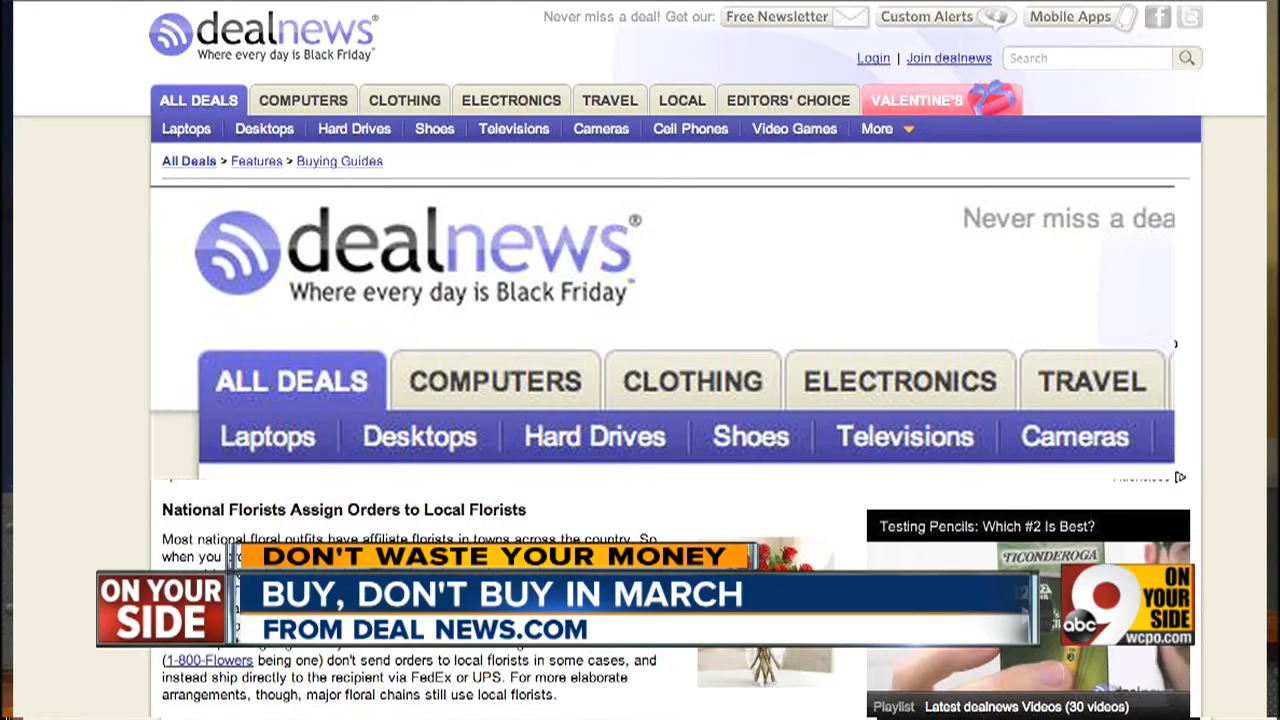 dealnews®
Where every day is Black Friday™
Never miss a deal! Get our: Free Newsletter Custom Alerts Mobile Apps
Login | Join dealnews Search
ALL DEALS COMPUTERS CLOTHING ELECTRONICS TRAVEL LOCAL EDITORS' CHOICE VALENTINE'S
Laptops Desktops Hard Drives Shoes Televisions Cameras Cell Phones Video Games More
All Deals > Features > Buying Guides
dealnews®
Never miss a dea
Where every day is Black Friday™
ALL DEALS COMPUTERS CLOTHING ELECTRONICS TRAVEL
Laptops Desktops Hard Drives Shoes Televisions Cameras
National Florists Assign Orders to Local Florists
Most national floral outfits have affiliate florists in towns across the country. So
when you
Testing Pencils: Which #2 Is Best?
TICONDEROGA
DON'T WASTE YOUR MONEY
ON YOUR SIDE
BUY, DON'T BUY IN MARCH
FROM DEAL NEWS.COM
abc 9 ON YOUR SIDE
wcpo.com
(1-800-Flowers being one) don't send orders to local florists in some cases, and
instead ship directly to the recipient via FedEx or UPS. For more elaborate
arrangements, though, major floral chains still use local florists.
Playlist Latest dealnews Videos (30 videos)